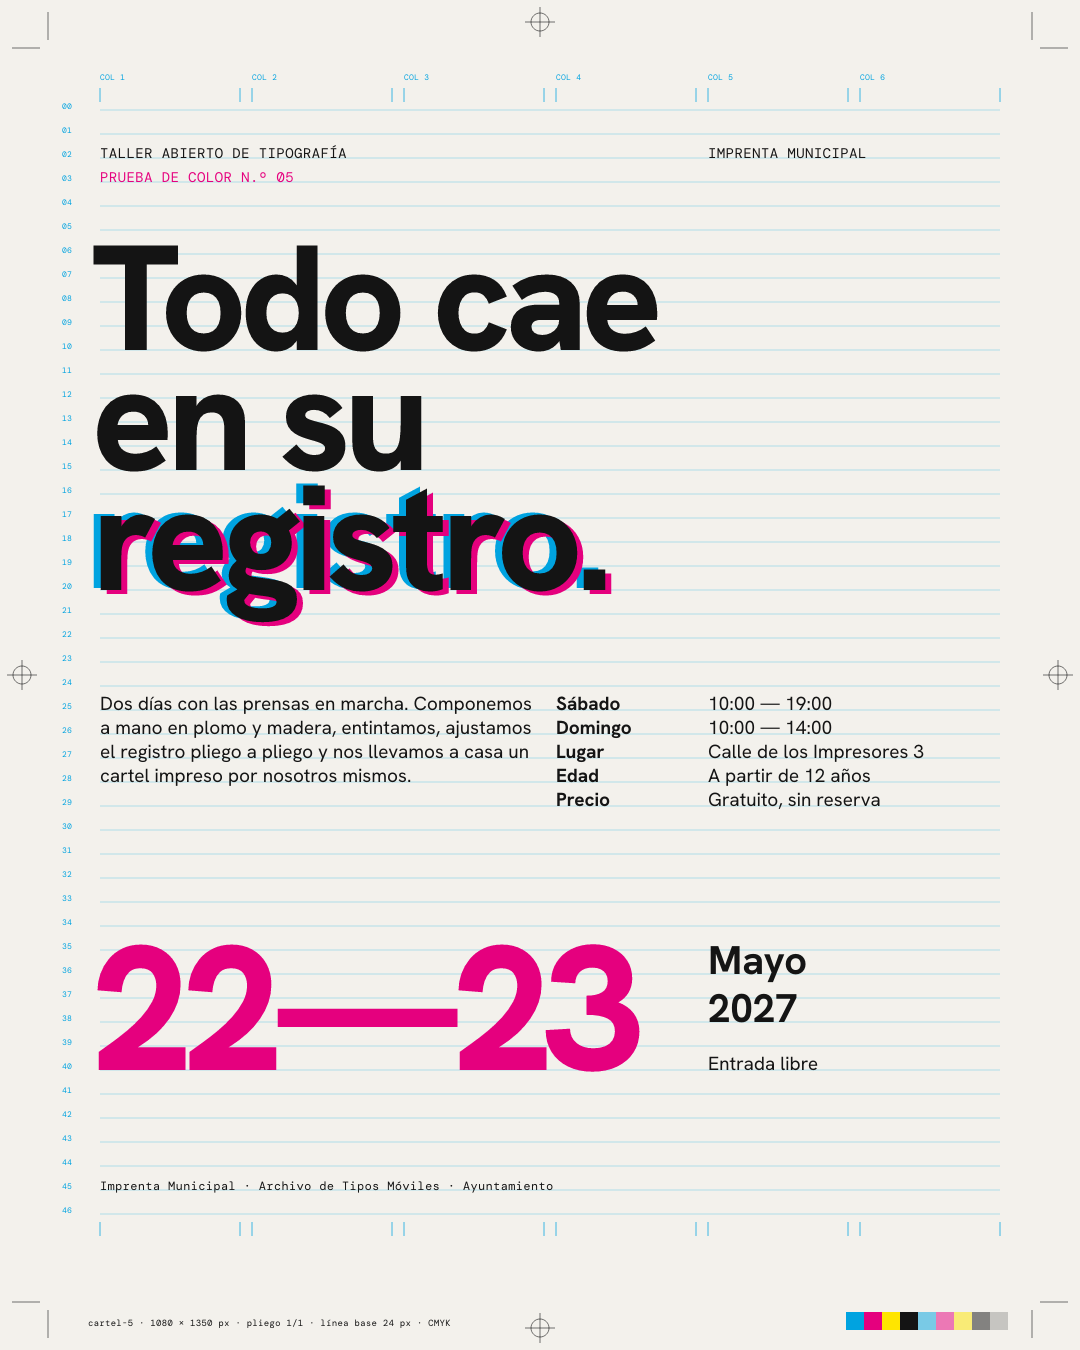 COL 1 COL 2 COL 3 COL 4 COL 5 COL 6
00
01
02
03
04
05
06
07
08
09
10
11
12
13
14
15
16
17
18
19
20
21
22
23
24
25
26
27
28
29
30
31
32
33
34
35
36
37
38
39
40
41
42
43
44
45
46
TALLER ABIERTO DE TIPOGRAFÍA
PRUEBA DE COLOR N.º 05
IMPRENTA MUNICIPAL
Todo cae
en su
registro.
Dos días con las prensas en marcha. Componemos
a mano en plomo y madera, entintamos, ajustamos
el registro pliego a pliego y nos llevamos a casa un
cartel impreso por nosotros mismos.
Sábado 10:00 — 19:00
Domingo 10:00 — 14:00
Lugar Calle de los Impresores 3
Edad A partir de 12 años
Precio Gratuito, sin reserva
22—23
Mayo
2027
Entrada libre
Imprenta Municipal · Archivo de Tipos Móviles · Ayuntamiento
cartel-5 · 1080 × 1350 px · pliego 1/1 · línea base 24 px · CMYK